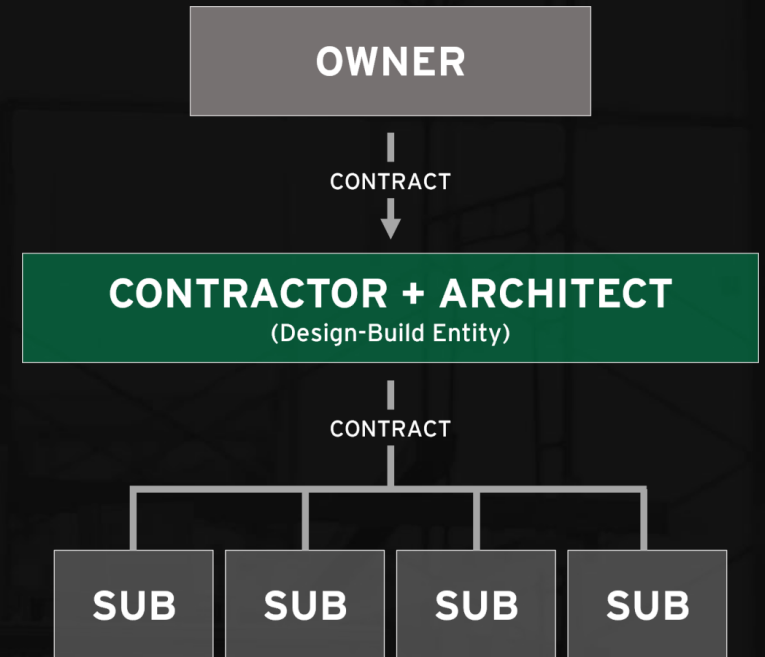 OWNER
CONTRACT
CONTRACTOR + ARCHITECT
(Design-Build Entity)
CONTRACT
SUB SUB SUB SUB